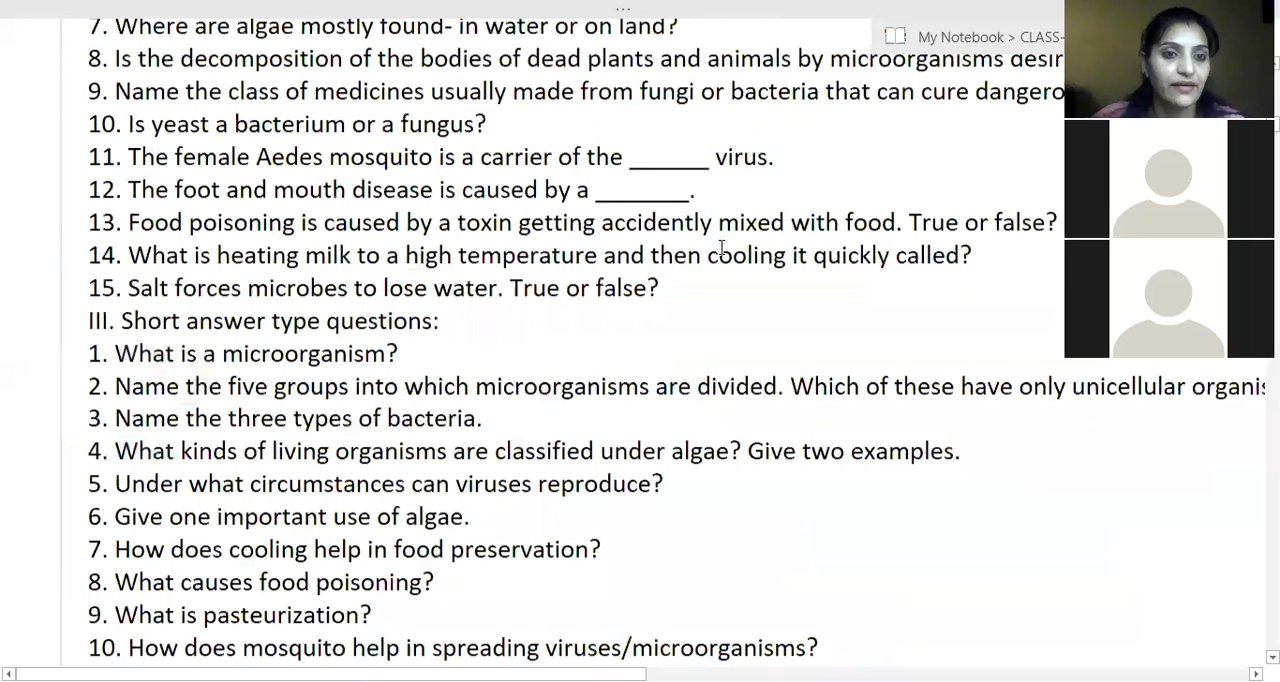 ...
7. Where are algae mostly found- in water or on land?
My Notebook > CLASS-
8. Is the decomposition of the bodies of dead plants and animals by microorganisms desir
9. Name the class of medicines usually made from fungi or bacteria that can cure dangero
10. Is yeast a bacterium or a fungus?
11. The female Aedes mosquito is a carrier of the ______ virus.
12. The foot and mouth disease is caused by a _______.
13. Food poisoning is caused by a toxin getting accidently mixed with food. True or false?
14. What is heating milk to a high temperature and then cooling it quickly called?
15. Salt forces microbes to lose water. True or false?
III. Short answer type questions:
1. What is a microorganism?
2. Name the five groups into which microorganisms are divided. Which of these have only unicellular organis
3. Name the three types of bacteria.
4. What kinds of living organisms are classified under algae? Give two examples.
5. Under what circumstances can viruses reproduce?
6. Give one important use of algae.
7. How does cooling help in food preservation?
8. What causes food poisoning?
9. What is pasteurization?
10. How does mosquito help in spreading viruses/microorganisms?